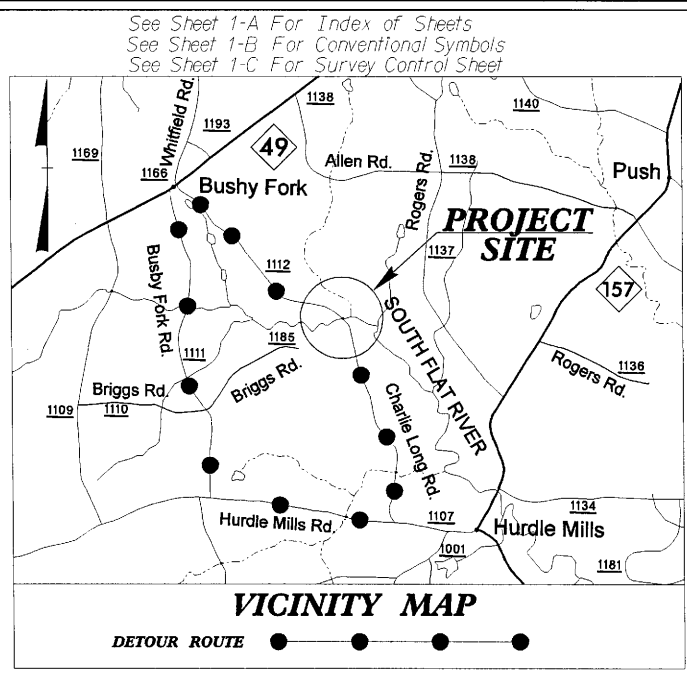 See Sheet 1-A For Index of Sheets
See Sheet 1-B For Conventional Symbols
See Sheet 1-C For Survey Control Sheet
Whitfield Rd.
1138
1140
1193
49
1169
1166
Allen Rd.
Rogers Rd.
1138
Push
Bushy Fork
PROJECT
SITE
1137
1112
157
Busby Fork Rd.
SOUTH FLAT RIVER
1185
1111
Rogers Rd.
1136
Briggs Rd.
Briggs Rd.
1109
1110
Charlie Long Rd.
1134
Hurdle Mills Rd.
1107
Hurdle Mills
1001
1181
VICINITY MAP
DETOUR ROUTE